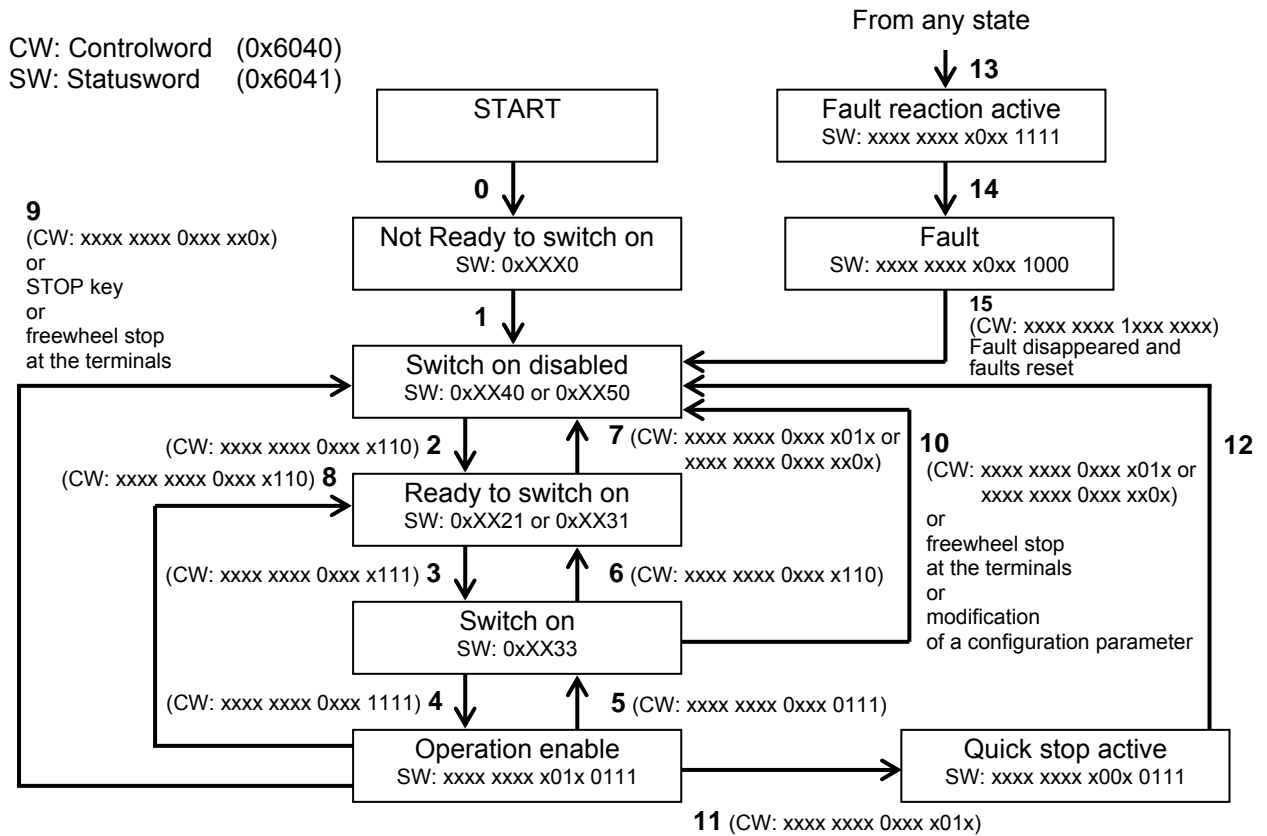 From any state
CW: Controlword (0x6040)
SW: Statusword (0x6041)
13
START
Fault reaction active
SW: xxxx xxxx x0xx 1111
0
14
9
(CW: xxxx xxxx 0xxx xx0x)
or
STOP key
or
freewheel stop
at the terminals
Not Ready to switch on
SW: 0xXXX0
Fault
SW: xxxx xxxx x0xx 1000
1
15
(CW: xxxx xxxx 1xxx xxxx)
Fault disappeared and
faults reset
Switch on disabled
SW: 0xXX40 or 0xXX50
(CW: xxxx xxxx 0xxx x110) 2
7 (CW: xxxx xxxx 0xxx x01x or
xxxx xxxx 0xxx xx0x)
10
(CW: xxxx xxxx 0xxx x01x or
xxxx xxxx 0xxx xx0x)
or
freewheel stop
at the terminals
or
modification
of a configuration parameter
12
(CW: xxxx xxxx 0xxx x110) 8
Ready to switch on
SW: 0xXX21 or 0xXX31
(CW: xxxx xxxx 0xxx x111) 3
6 (CW: xxxx xxxx 0xxx x110)
Switch on
SW: 0xXX33
(CW: xxxx xxxx 0xxx 1111) 4
5 (CW: xxxx xxxx 0xxx 0111)
Operation enable
SW: xxxx xxxx x01x 0111
Quick stop active
SW: xxxx xxxx x00x 0111
11 (CW: xxxx xxxx 0xxx x01x)